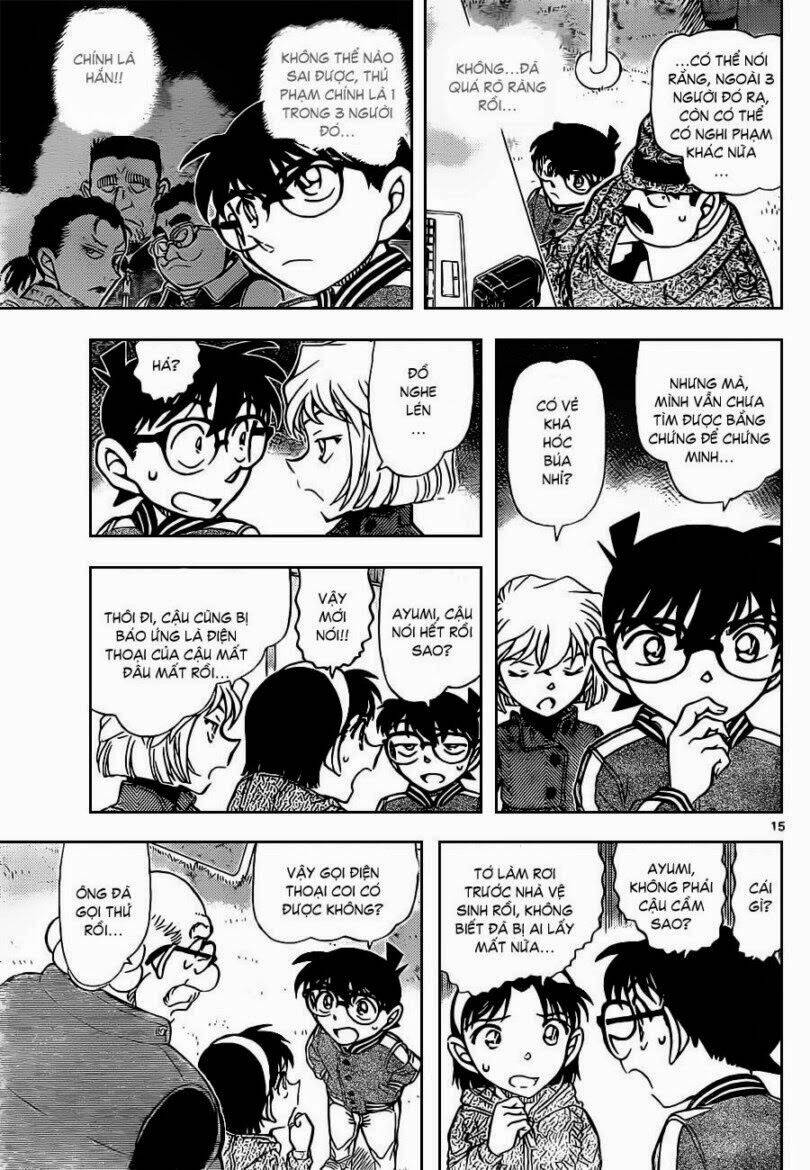 ...CÓ THỂ NÓI
RẰNG, NGOÀI 3
NGƯỜI ĐÓ RA,
CÒN CÓ THỂ
CÓ NGHI PHẠM
KHÁC NỮA
...
KHÔNG...ĐÃ
QUÁ RÕ RÀNG
RỒI...
KHÔNG THỂ NÀO
SAI ĐƯỢC, THỦ
PHẠM CHÍNH LÀ 1
TRONG 3 NGƯỜI
ĐÓ...
CHÍNH LÀ
HẮN!!
NHƯNG MÀ,
MÌNH VẪN CHƯA
TÌM ĐƯỢC BẰNG
CHỨNG ĐỂ CHỨNG
MINH...
CÓ VẺ
KHÁ
HÓC
BÚA
NHỈ?
ĐỒ
NGHE
LÉN
...
HẢ?
AYUMI, CẬU
NÓI HẾT RỒI
SAO?
VẬY
MỚI
NÓI!!
THÔI ĐI, CẬU CŨNG BỊ
BÁO ỨNG LÀ ĐIỆN
THOẠI CỦA CẬU MẤT
ĐÂU MẤT RỒI...
15
CÁI
GÌ?
AYUMI,
KHÔNG PHẢI
CẬU CẦM
SAO?
TỚ LÀM RƠI
TRƯỚC NHÀ VỆ
SINH RỒI, KHÔNG
BIẾT ĐÃ BỊ AI LẤY
MẤT NỮA...
VẬY GỌI ĐIỆN
THOẠI COI CÓ
ĐƯỢC KHÔNG?
ÔNG ĐÃ
GỌI THỬ
RỒI...